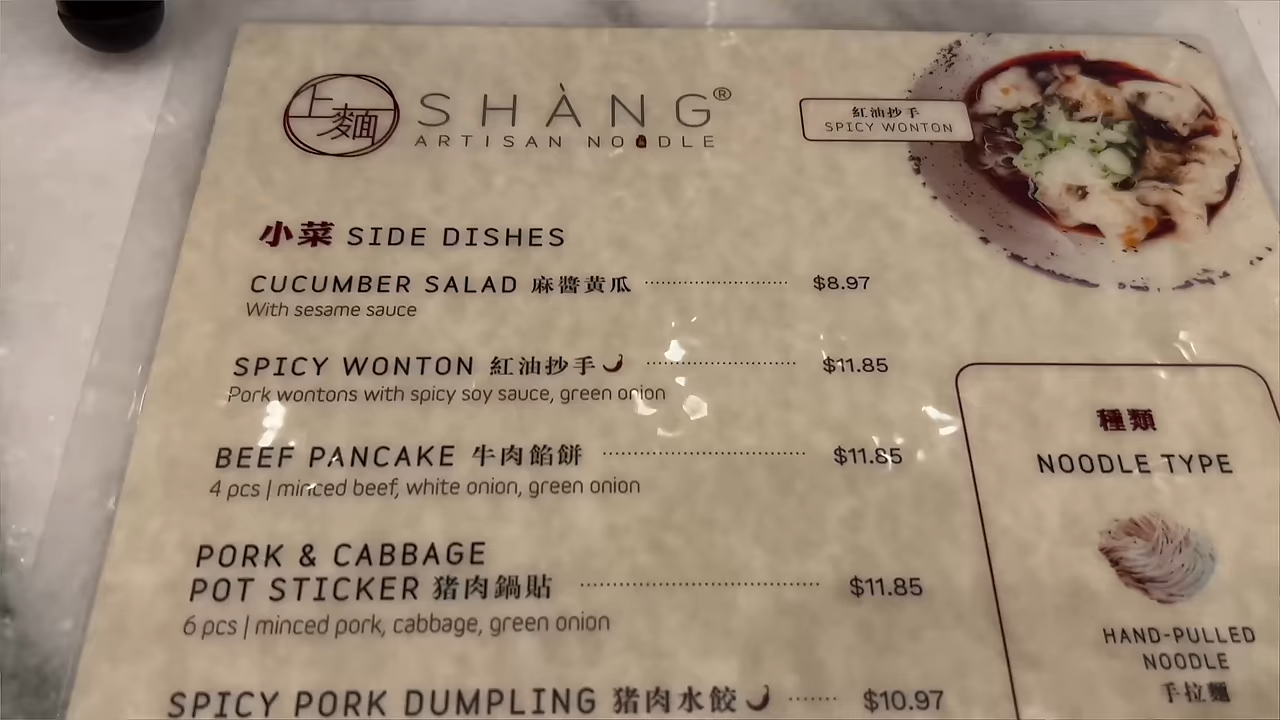 上麵 SHÀNG®
ARTISAN NOODLE
紅油抄手
SPICY WONTON
小菜 SIDE DISHES
CUCUMBER SALAD 麻醬黃瓜 $8.97
With sesame sauce
SPICY WONTON 紅油抄手 $11.85
Pork wontons with spicy soy sauce, green onion
BEEF PANCAKE 牛肉餡餅 $11.85
4 pcs | minced beef, white onion, green onion
PORK & CABBAGE
POT STICKER 猪肉鍋貼 $11.85
6 pcs | minced pork, cabbage, green onion
SPICY PORK DUMPLING 猪肉水餃 $10.97
種類
NOODLE TYPE
HAND-PULLED
NOODLE
手拉麵